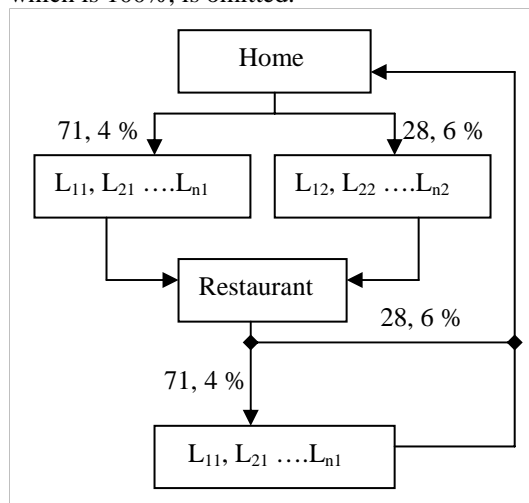 which is 100%, is omitted.
Home
71, 4 %
28, 6 %
L₁₁, L₂₁ ….Lₙ₁
L₁₂, L₂₂ ….Lₙ₂
Restaurant
28, 6 %
71, 4 %
L₁₁, L₂₁ ….Lₙ₁